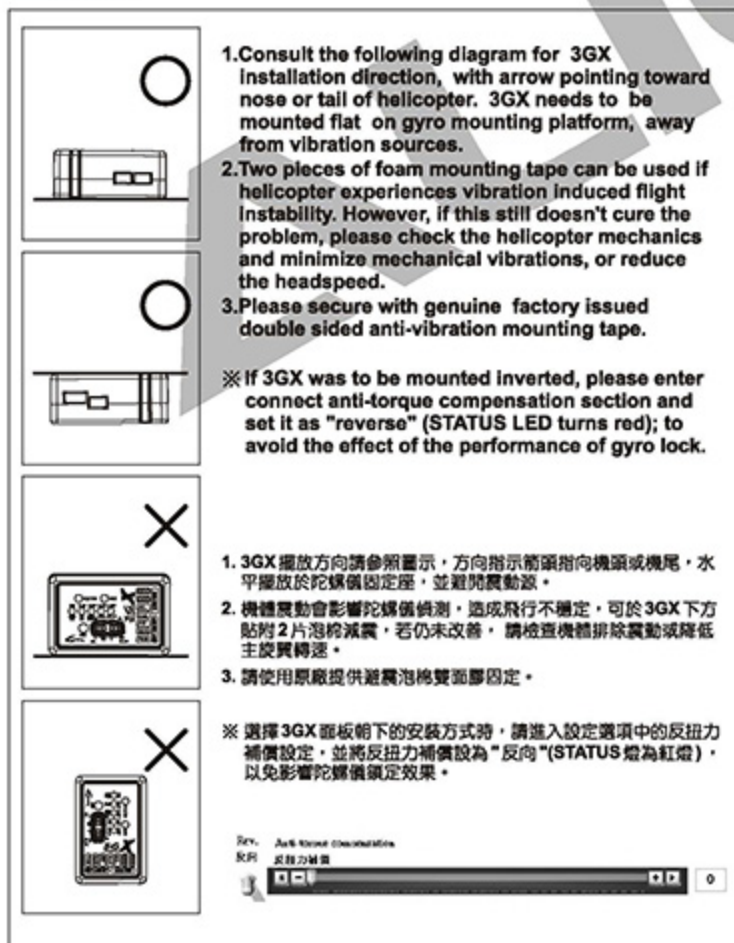 1.Consult the following diagram for 3GX
installation direction, with arrow pointing toward
nose or tail of helicopter. 3GX needs to be
mounted flat on gyro mounting platform, away
from vibration sources.
2.Two pieces of foam mounting tape can be used if
helicopter experiences vibration induced flight
instability. However, if this still doesn't cure the
problem, please check the helicopter mechanics
and minimize mechanical vibrations, or reduce
the headspeed.
3.Please secure with genuine factory issued
double sided anti-vibration mounting tape.
※ If 3GX was to be mounted inverted, please enter
connect anti-torque compensation section and
set it as "reverse" (STATUS LED turns red); to
avoid the effect of the performance of gyro lock.
1. 3GX擺放方向請參照圖示，方向指示箭頭指向機頭或機尾，水
平擺放於陀螺儀固定座，並避開震動源。
2. 機體震動會影響陀螺儀偵測，造成飛行不穩定，可於3GX下方
貼附2片泡棉減震，若仍未改善， 請檢查機體排除震動或降低
主旋翼轉速。
3. 請使用原廠提供避震泡棉雙面膠固定。
※ 選擇3GX面板朝下的安裝方式時，請進入設定選項中的反扭力
補償設定，並將反扭力補償設為"反向"(STATUS燈為紅燈)，
以免影響陀螺儀鎖定效果。
Rev. Anti-torque compensation
反向 反扭力補償
0